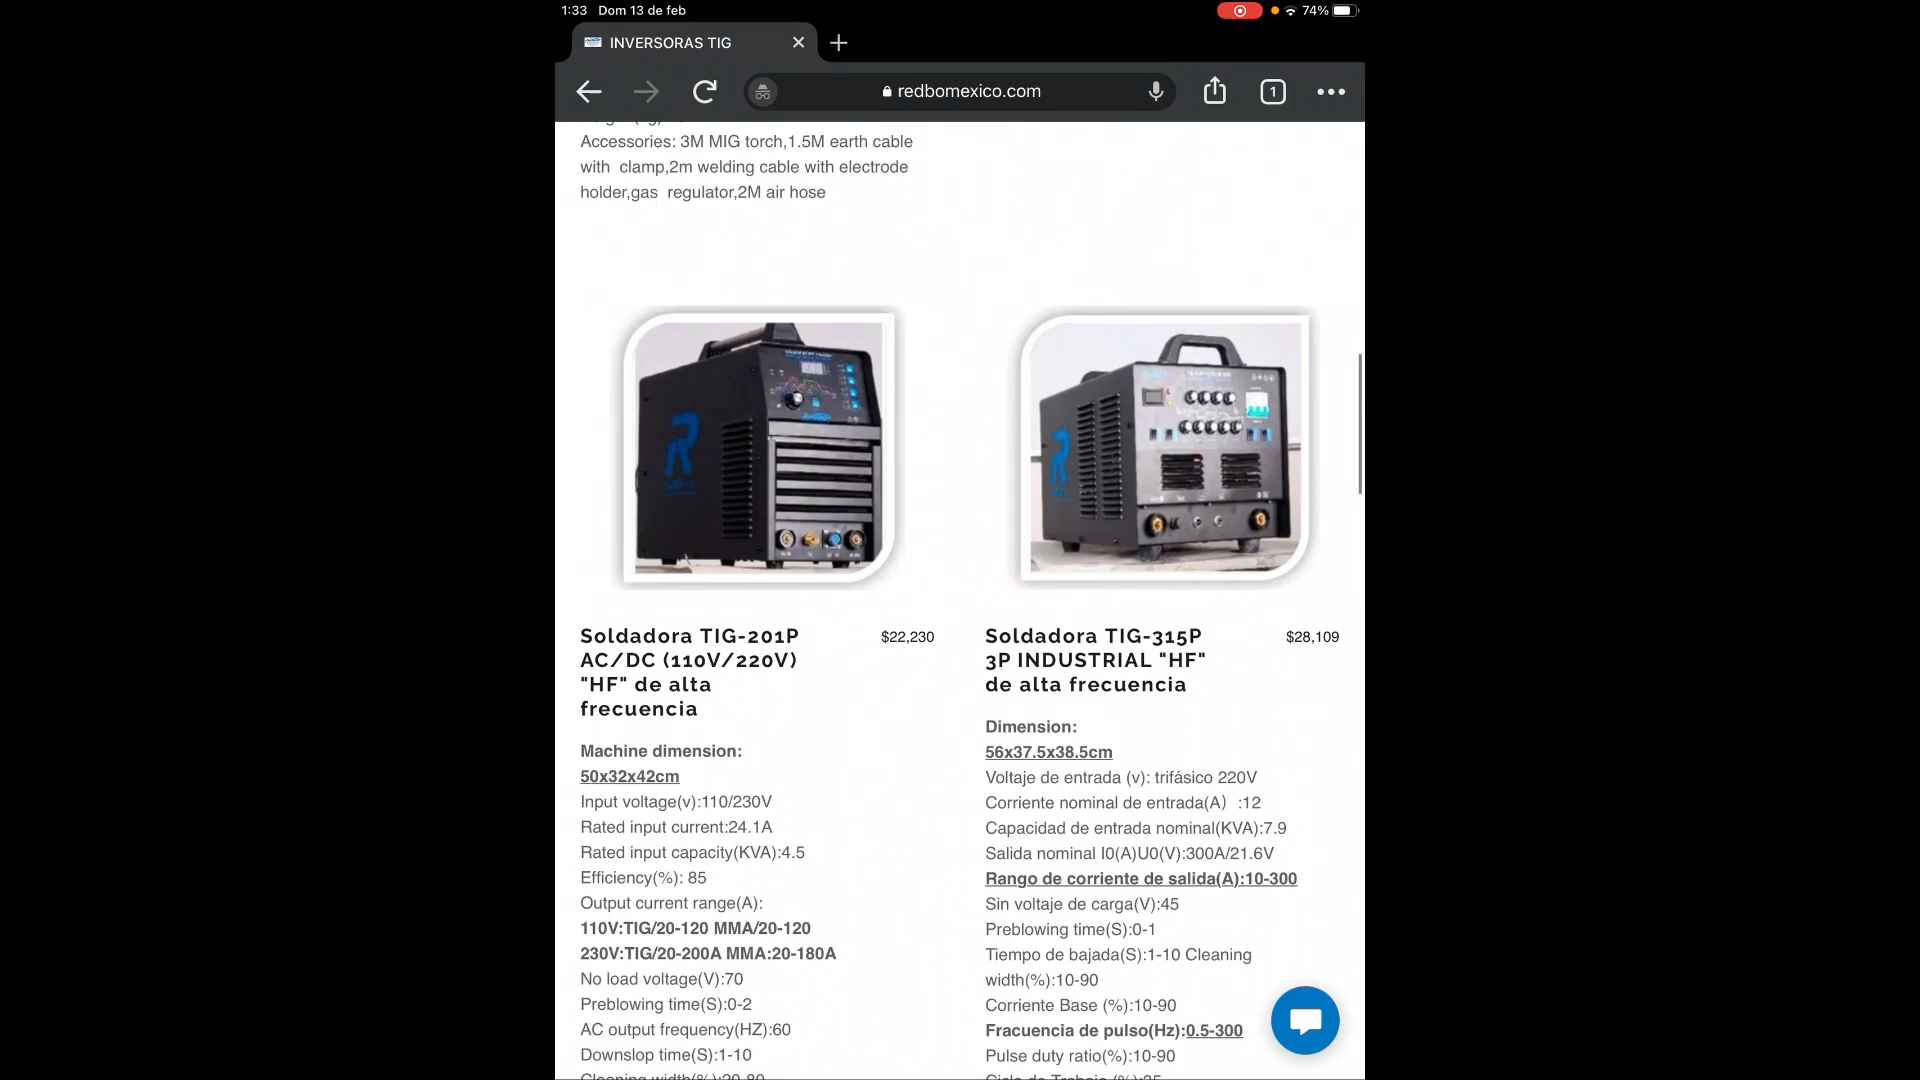 1:33 Dom 13 de feb
74%
INVERSORAS TIG
redbomexico.com
1
Accessories: 3M MIG torch,1.5M earth cable
with clamp,2m welding cable with electrode
holder,gas regulator,2M air hose
Soldadora TIG-201P
AC/DC (110V/220V)
"HF" de alta
frecuencia
$22,230
Machine dimension:
50x32x42cm
Input voltage(v):110/230V
Rated input current:24.1A
Rated input capacity(KVA):4.5
Efficiency(%): 85
Output current range(A):
110V:TIG/20-120 MMA/20-120
230V:TIG/20-200A MMA:20-180A
No load voltage(V):70
Preblowing time(S):0-2
AC output frequency(HZ):60
Downslop time(S):1-10
Cleaning width(%):20-80
Soldadora TIG-315P
3P INDUSTRIAL "HF"
de alta frecuencia
$28,109
Dimension:
56x37.5x38.5cm
Voltaje de entrada (v): trifásico 220V
Corriente nominal de entrada(A）:12
Capacidad de entrada nominal(KVA):7.9
Salida nominal I0(A)U0(V):300A/21.6V
Rango de corriente de salida(A):10-300
Sin voltaje de carga(V):45
Preblowing time(S):0-1
Tiempo de bajada(S):1-10 Cleaning
width(%):10-90
Corriente Base (%):10-90
Fracuencia de pulso(Hz):0.5-300
Pulse duty ratio(%):10-90
Ciclo de Trabajo (%):35